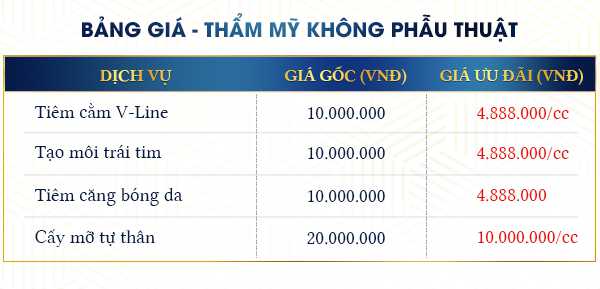 BẢNG GIÁ - THẨM MỸ KHÔNG PHẪU THUẬT
DỊCH VỤ GIÁ GỐC (VNĐ) GIÁ ƯU ĐÃI (VNĐ)
Tiêm cằm V-Line 10.000.000 4.888.000/cc
Tạo môi trái tim 10.000.000 4.888.000/cc
Tiêm căng bóng da 10.000.000 4.888.000
Cấy mỡ tự thân 20.000.000 10.000.000/cc